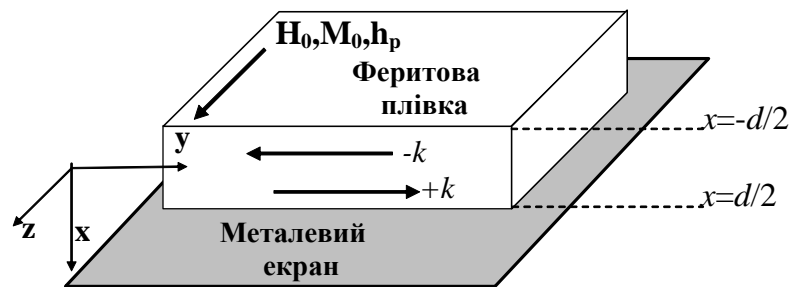 H₀,M₀,hₚ
Феритова
плівка
x=-d/2
y
-k
+k
x=d/2
z
x
Металевий
екран